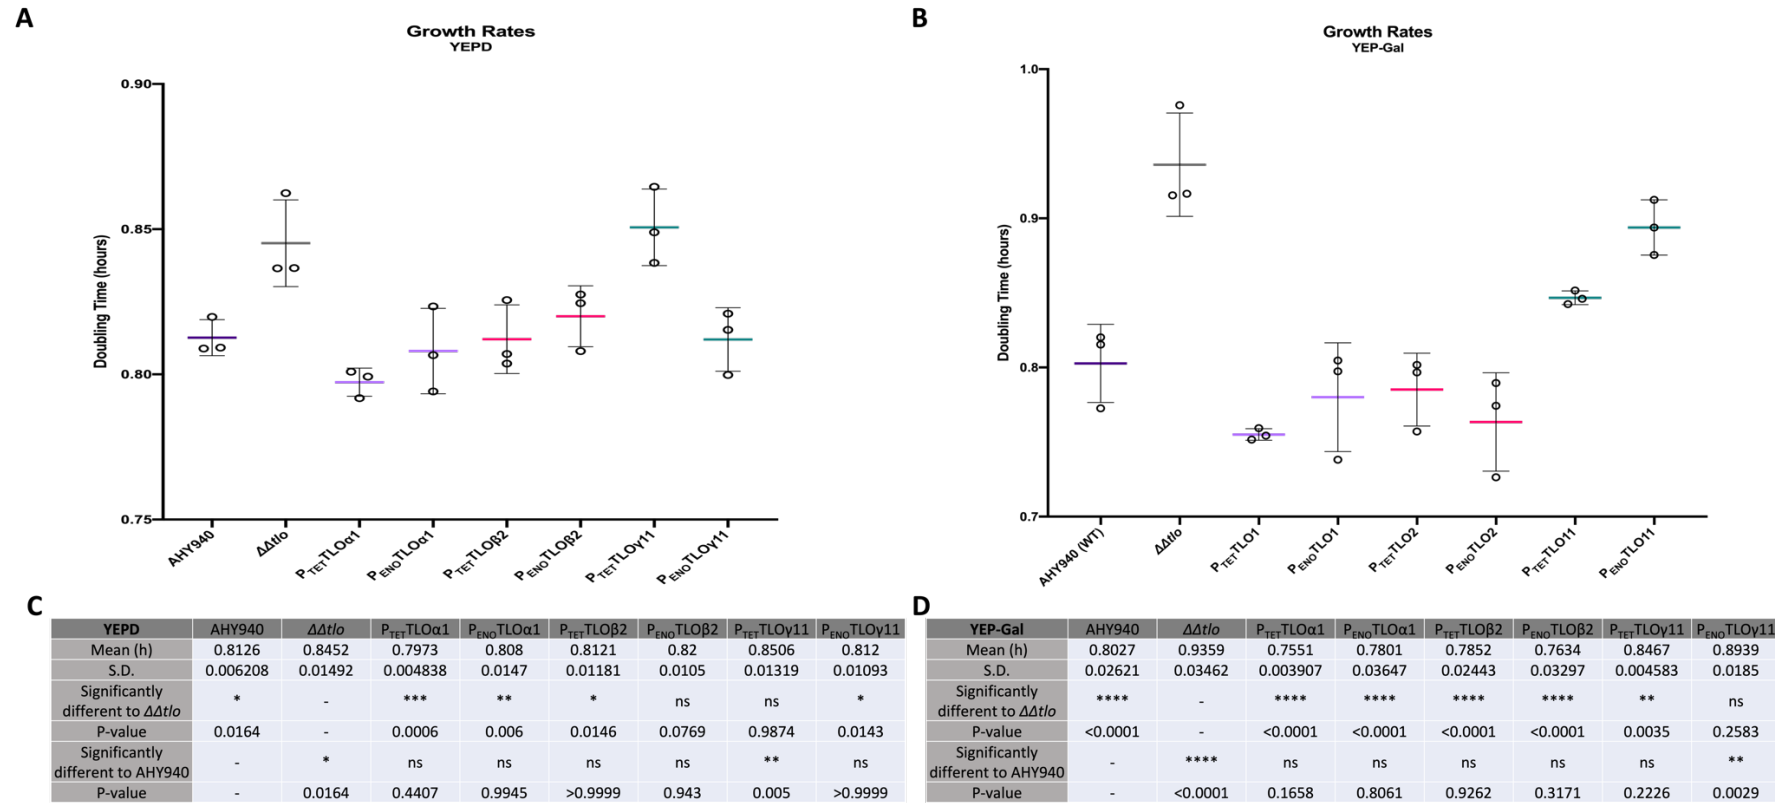 A
Growth Rates
YEPD
Doubling Time (hours)
0.90
0.85
0.80
0.75
AHY940
ΔΔtlo
PTETTLOα1
PENOTLOα1
PTETTLOβ2
PENOTLOβ2
PTETTLOγ11
PENOTLOγ11
B
Growth Rates
YEP-Gal
Doubling Time (hours)
1.0
0.9
0.8
0.7
AHY940 (WT)
ΔΔtlo
PTETTLO1
PENOTLO1
PTETTLO2
PENOTLO2
PTETTLO11
PENOTLO11
C
YEPD AHY940 ΔΔtlo PTETTLOα1 PENOTLOα1 PTETTLOβ2 PENOTLOβ2 PTETTLOγ11 PENOTLOγ11
Mean (h) 0.8126 0.8452 0.7973 0.808 0.8121 0.82 0.8506 0.812
S.D. 0.006208 0.01492 0.004838 0.0147 0.01181 0.0105 0.01319 0.01093
Significantly
different to ΔΔtlo * - *** ** * ns ns *
P-value 0.0164 - 0.0006 0.006 0.0146 0.0769 0.9874 0.0143
Significantly
different to AHY940 - * ns ns ns ns ** ns
P-value - 0.0164 0.4407 0.9945 >0.9999 0.943 0.005 >0.9999
D
YEP-Gal AHY940 ΔΔtlo PTETTLOα1 PENOTLOα1 PTETTLOβ2 PENOTLOβ2 PTETTLOγ11 PENOTLOγ11
Mean (h) 0.8027 0.9359 0.7551 0.7801 0.7852 0.7634 0.8467 0.8939
S.D. 0.02621 0.03462 0.003907 0.03647 0.02443 0.03297 0.004583 0.0185
Significantly
different to ΔΔtlo **** - **** **** **** **** ** ns
P-value <0.0001 - <0.0001 <0.0001 <0.0001 <0.0001 0.0035 0.2583
Significantly
different to AHY940 - **** ns ns ns ns ns **
P-value - <0.0001 0.1658 0.8061 0.9262 0.3171 0.2226 0.0029